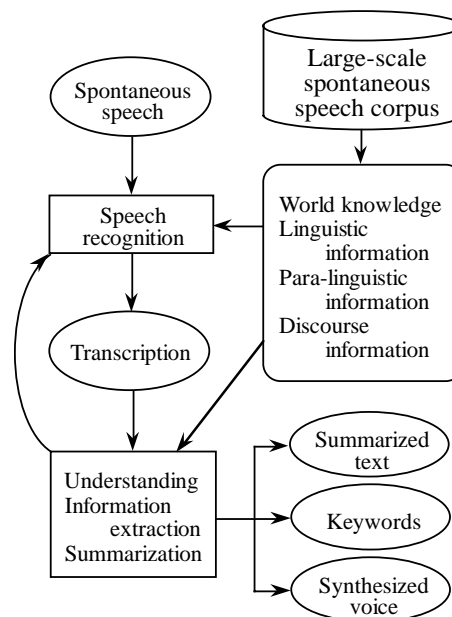 Spontaneous
speech
Large-scale
spontaneous
speech corpus
Speech
recognition
World knowledge
Linguistic
information
Para-linguistic
information
Discourse
information
Transcription
Understanding
Information
extraction
Summarization
Summarized
text
Keywords
Synthesized
voice